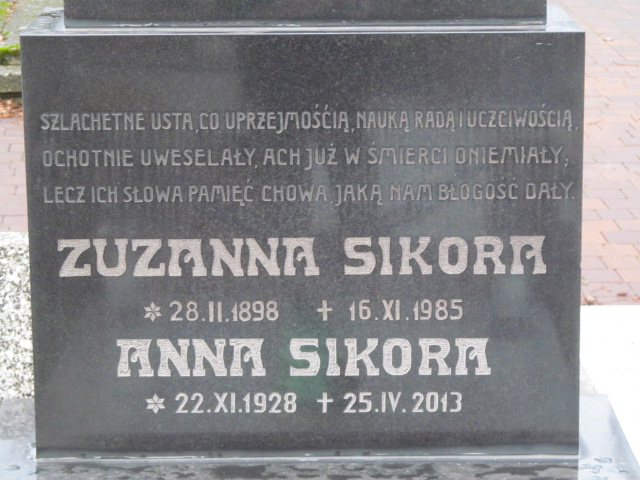 SZLACHETNE USTA, CO UPRZEJMOŚĆIĄ, NAUKĄ RADĄ I UCZCIWOŚCIĄ,
OCHOTNIE UWESELAŁY, ACH JUŻ W ŚMIERCI ONIEMIAŁY;
LECZ ICH SŁOWA PAMIĘĆ CHOWA JAKĄ NAM BŁOGOŚĆ DAŁY.
ZUZANNA SIKORA
* 28.II.1898 + 16.XI.1985
ANNA SIKORA
* 22.XI.1928 + 25.IV.2013